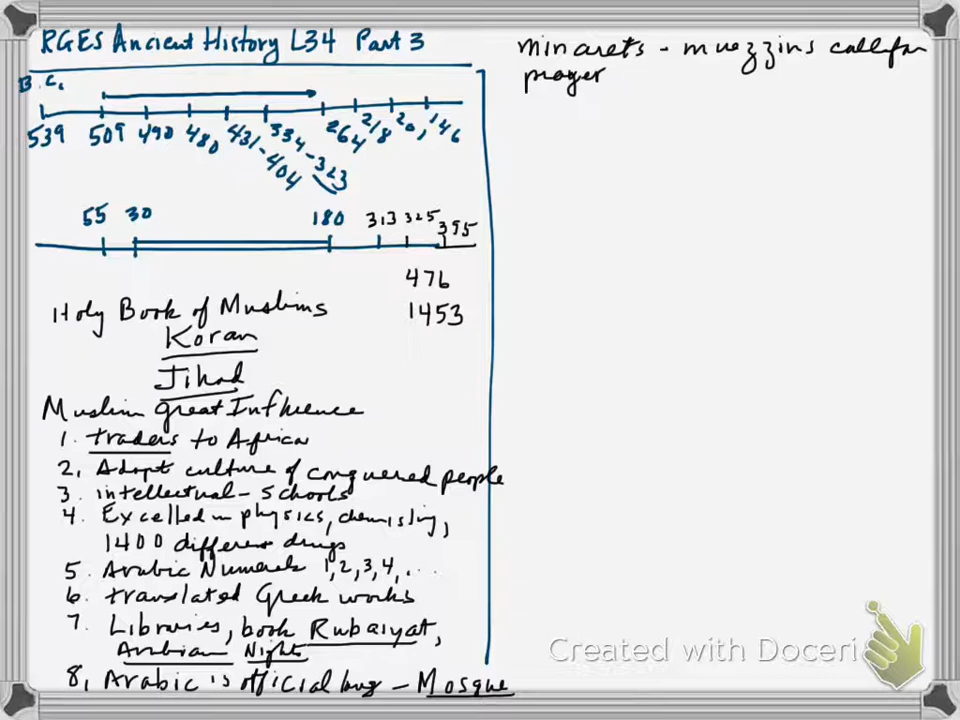 RGES Ancient History L34 Part 3
B.C.
539 509 490 480 431-404 334-323 264 218 201 146
55 30 180 313 325 395
476
1453
Holy Book of Muslims
Koran
Jihad
Muslim great Influence
1. traders to Africa
2. Adopt culture of conquered people
3. intellectual - schools
4. Excelled in physics, chemistry,
1400 different drugs
5. Arabic Numerals 1,2,3,4,...
6. translated Greek works
7. Libraries, book Rubaiyat,
Arabian Nights
8. Arabic is official lang - Mosque
minarets - muezzins call for
prayer
Created with Doceri